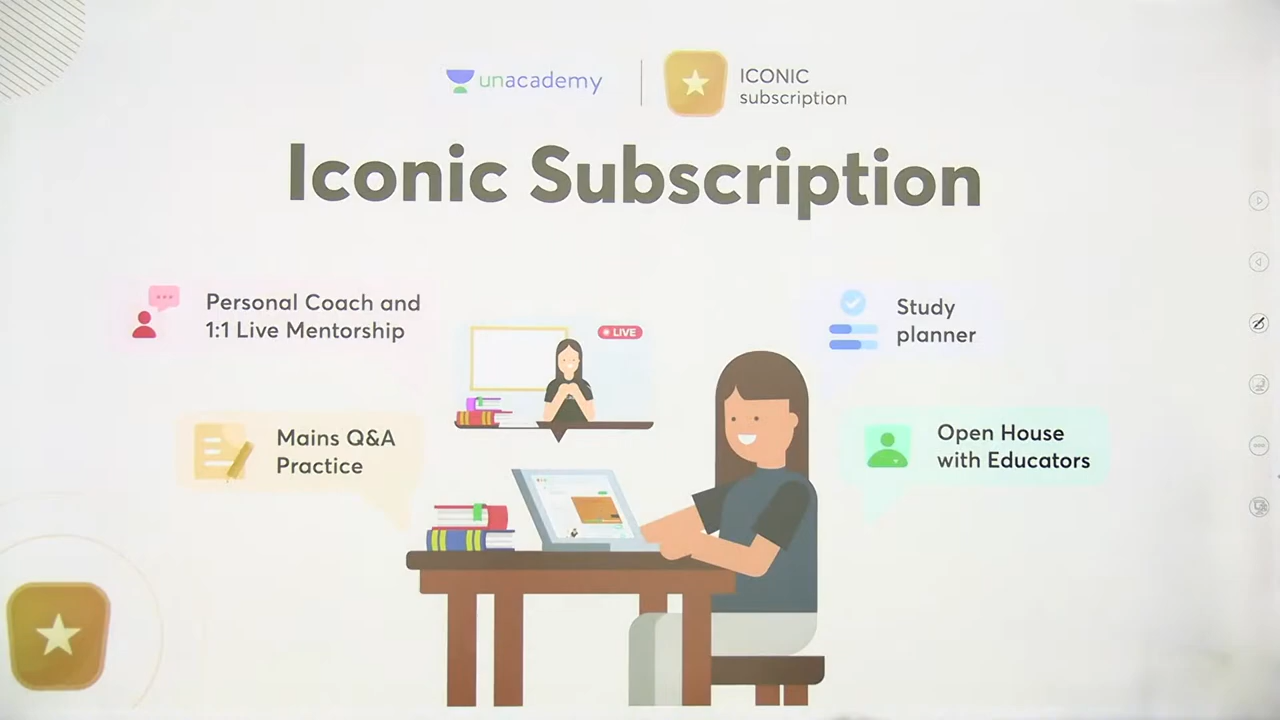 unacademy
ICONIC
subscription
Iconic Subscription
Personal Coach and
1:1 Live Mentorship
LIVE
Study
planner
Mains Q&A
Practice
Open House
with Educators